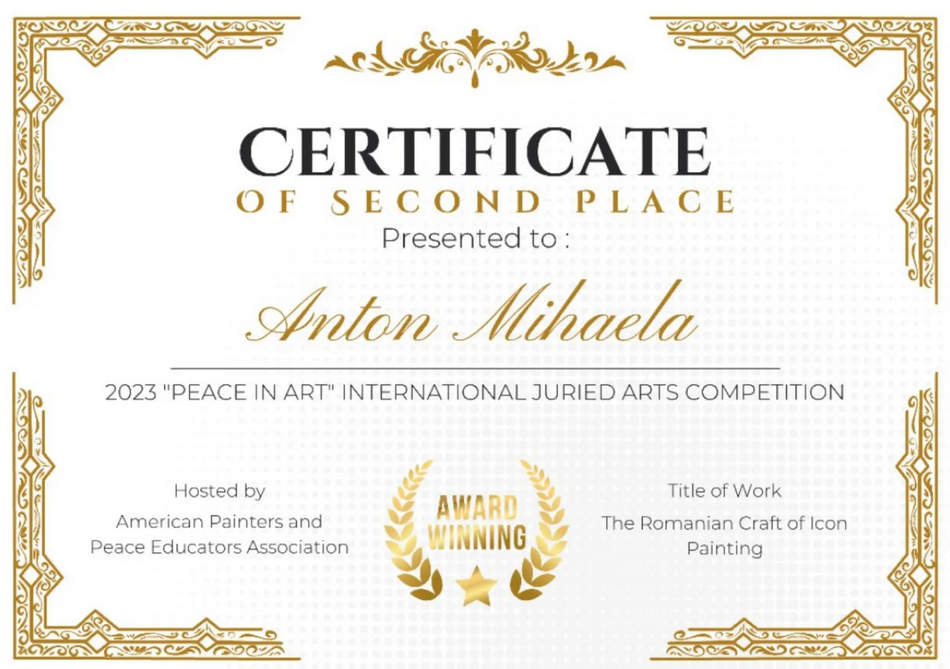 CERTIFICATE
OF SECOND PLACE
Presented to :
Anton Mihaela
2023 "PEACE IN ART" INTERNATIONAL JURIED ARTS COMPETITION
Hosted by
American Painters and
Peace Educators Association
AWARD
WINNING
Title of Work
The Romanian Craft of Icon
Painting